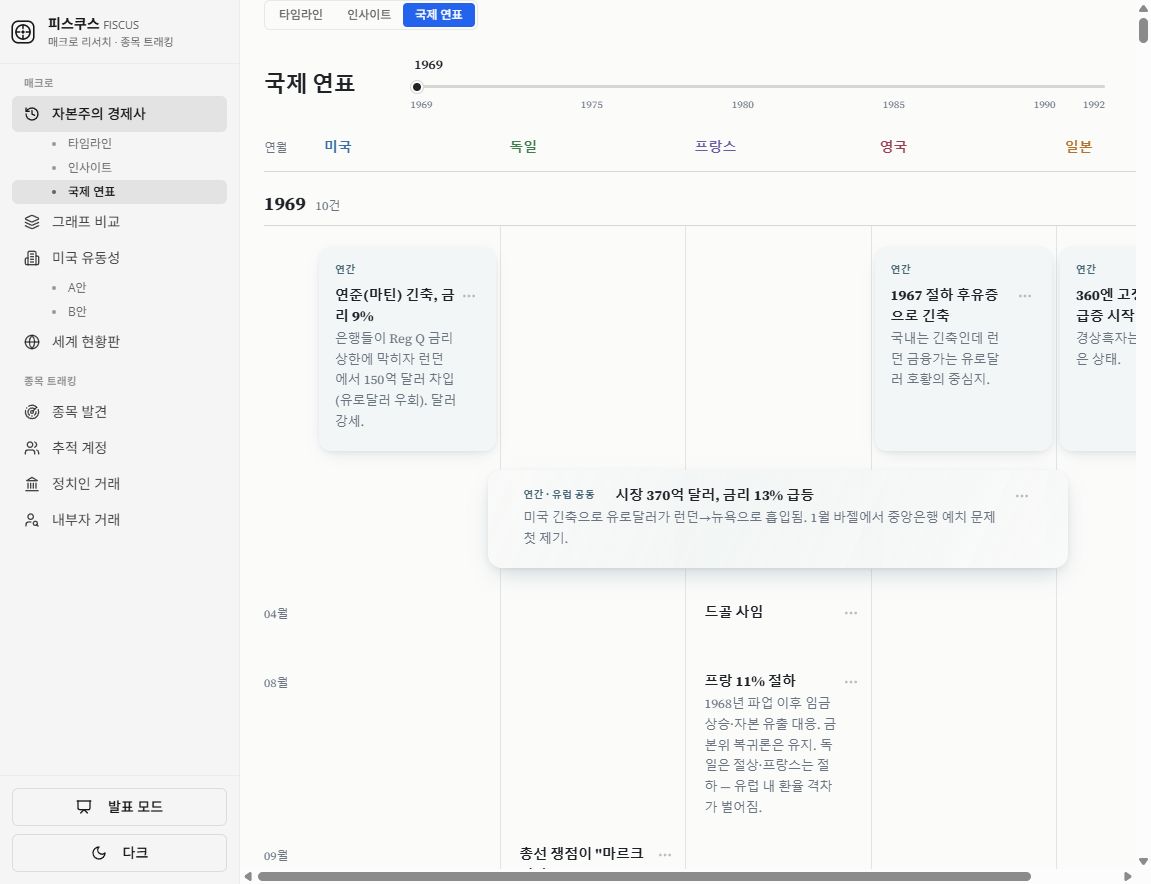 피스쿠스 FISCUS
매크로 리서치 · 종목 트래킹
매크로
자본주의 경제사
타임라인
인사이트
국제 연표
그래프 비교
미국 유동성
A안
B안
세계 현황판
종목 트래킹
종목 발견
추적 계정
정치인 거래
내부자 거래
발표 모드
다크
타임라인 인사이트 국제 연표
국제 연표
1969
1969 1975 1980 1985 1990 1992
연월 미국 독일 프랑스 영국 일본
1969 10건
연간
연준(마틴) 긴축, 금
리 9%
은행들이 Reg Q 금리
상한에 막히자 런던
에서 150억 달러 차입
(유로달러 우회). 달러
강세.
연간
1967 절하 후유증
으로 긴축
국내는 긴축인데 런
던 금융가는 유로달
러 호황의 중심지.
연간
360엔 고정
급증 시작
경상흑자는
은 상태.
연간 · 유럽 공동 시장 370억 달러, 금리 13% 급등
미국 긴축으로 유로달러가 런던→뉴욕으로 흡입됨. 1월 바젤에서 중앙은행 예치 문제
첫 제기.
04월 드골 사임
08월 프랑 11% 절하
1968년 파업 이후 임금
상승·자본 유출 대응. 금
본위 복귀론은 유지. 독
일은 절상·프랑스는 절
하 — 유럽 내 환율 격차
가 벌어짐.
09월 총선 쟁점이 "마르크